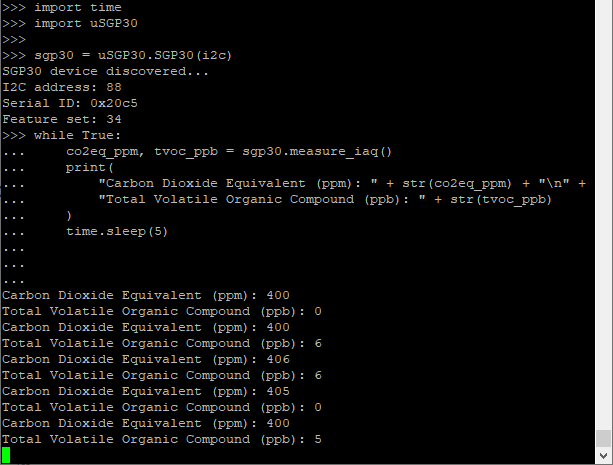 >>> import time
>>> import uSGP30
>>>
>>> sgp30 = uSGP30.SGP30(i2c)
SGP30 device discovered...
I2C address: 88
Serial ID: 0x20c5
Feature set: 34
>>> while True:
...     co2eq_ppm, tvoc_ppb = sgp30.measure_iaq()
...     print(
...         "Carbon Dioxide Equivalent (ppm): " + str(co2eq_ppm) + "\n" +
...         "Total Volatile Organic Compound (ppb): " + str(tvoc_ppb)
...     )
...     time.sleep(5)
...
...
...
Carbon Dioxide Equivalent (ppm): 400
Total Volatile Organic Compound (ppb): 0
Carbon Dioxide Equivalent (ppm): 400
Total Volatile Organic Compound (ppb): 6
Carbon Dioxide Equivalent (ppm): 406
Total Volatile Organic Compound (ppb): 6
Carbon Dioxide Equivalent (ppm): 405
Total Volatile Organic Compound (ppb): 0
Carbon Dioxide Equivalent (ppm): 400
Total Volatile Organic Compound (ppb): 5